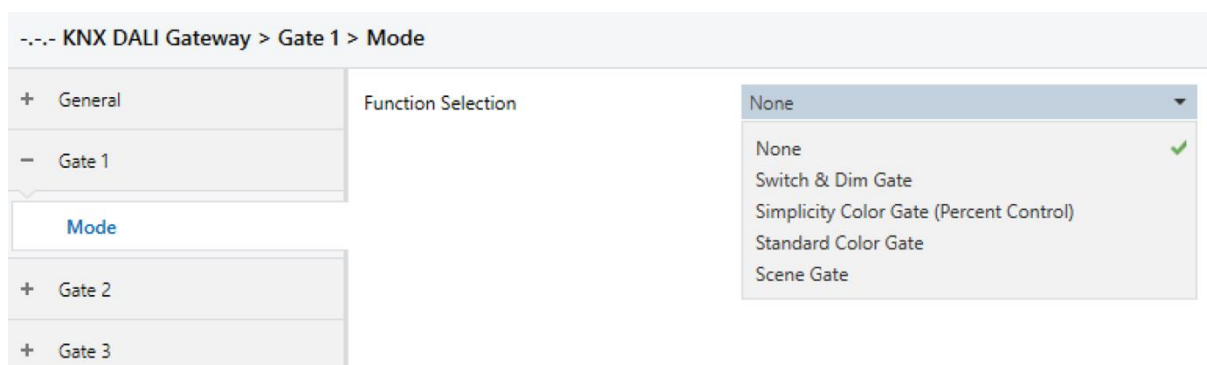 -.-.- KNX DALI Gateway > Gate 1 > Mode
+ General
Function Selection
None
None
Switch & Dim Gate
Simplicity Color Gate (Percent Control)
Standard Color Gate
Scene Gate
- Gate 1
Mode
+ Gate 2
+ Gate 3